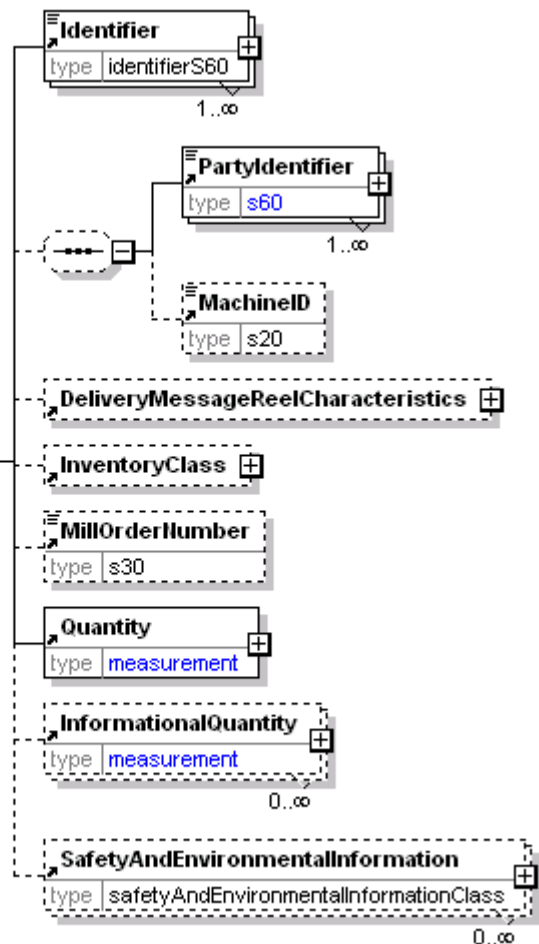 Identifier
type identifierS60
1..∞
PartyIdentifier
type s60
1..∞
MachineID
type s20
DeliveryMessageReelCharacteristics
InventoryClass
MillOrderNumber
type s30
Quantity
type measurement
InformationalQuantity
type measurement
0..∞
SafetyAndEnvironmentalInformation
type safetyAndEnvironmentalInformationClass
0..∞